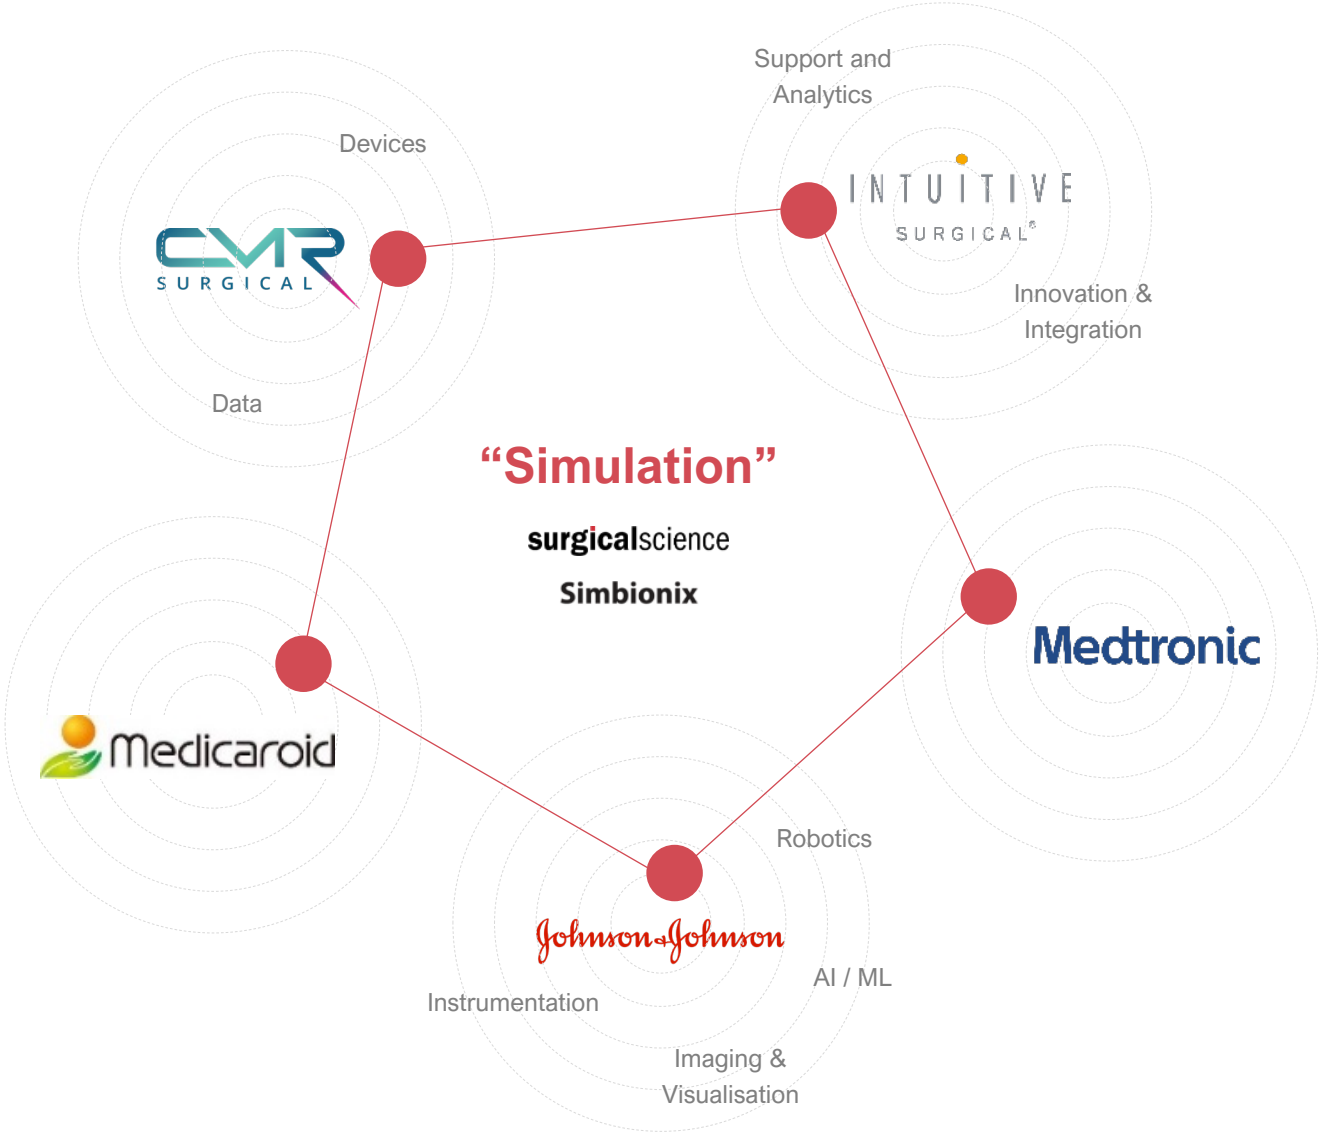 Support and
Analytics
Devices
INTUITIVE
SURGICAL®
CMR
SURGICAL
Innovation &
Integration
Data
“Simulation”
surgicalscience
Simbionix
Medtronic
Medicaroid
Robotics
Johnson & Johnson
AI / ML
Instrumentation
Imaging &
Visualisation